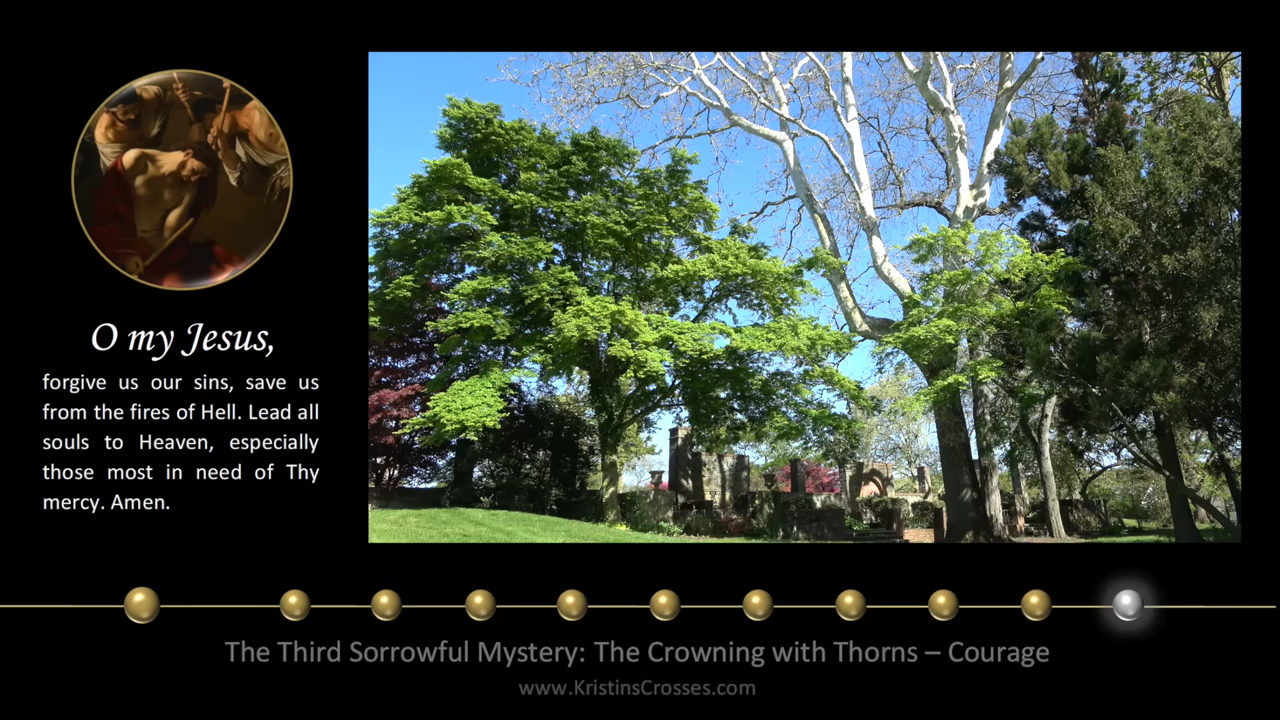 O my Jesus,
forgive us our sins, save us
from the fires of Hell. Lead all
souls to Heaven, especially
those most in need of Thy
mercy. Amen.
The Third Sorrowful Mystery: The Crowning with Thorns – Courage
www.KristinsCrosses.com